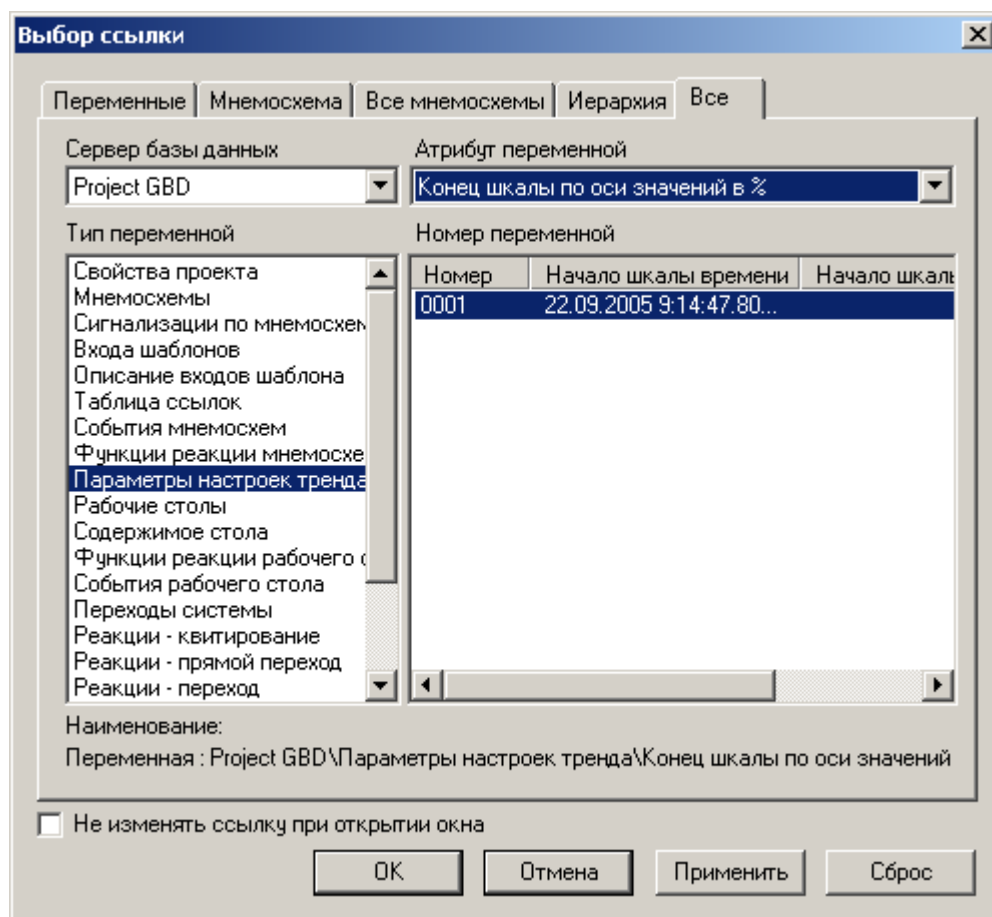 Выбор ссылки
Переменные Мнемосхема Все мнемосхемы Иерархия Все
Сервер базы данных Атрибут переменной
Project GBD Конец шкалы по оси значений в %
Тип переменной Номер переменной
Свойства проекта
Мнемосхемы
Сигнализации по мнемосхем
Входа шаблонов
Описание входов шаблона
Таблица ссылок
События мнемосхем
Функции реакции мнемосхе
Параметры настроек тренда
Рабочие столы
Содержимое стола
Функции реакции рабочего с
События рабочего стола
Переходы системы
Реакции - квитирование
Реакции - прямой переход
Реакции - переход
Номер Начало шкалы времени Начало шкаль
0001 22.09.2005 9:14:47.80...
Наименование:
Переменная : Project GBD\Параметры настроек тренда\Конец шкалы по оси значений
Не изменять ссылку при открытии окна
OK Отмена Применить Сброс